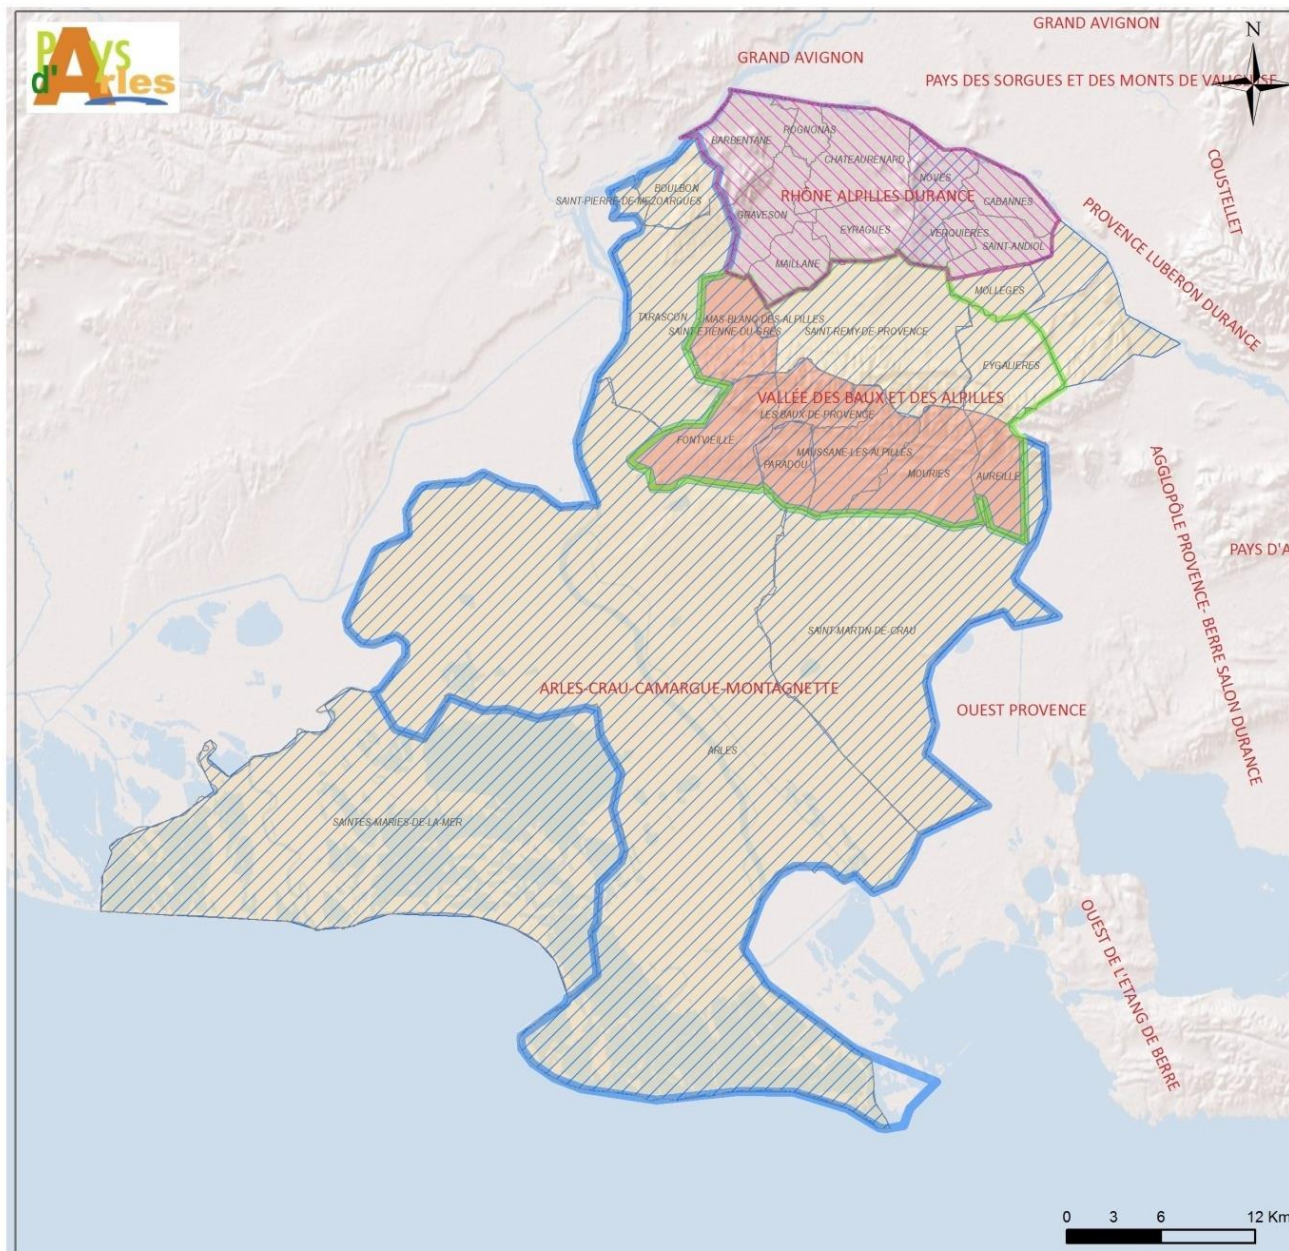 Pays
d'Arles
GRAND AVIGNON
N
GRAND AVIGNON
PAYS DES SORGUES ET DES MONTS DE VAUCLUSE
COUSTELLET
BARBENTANE
ROGNONAS
CHATEAURENARD
NOVES
BOULBON
SAINT-PIERRE-DE-MEZOARGUES
RHÔNE ALPILLES DURANCE
CABANNES
GRAVESON
EYRAGUES
VERQUIERES
SAINT-ANDIOL
PROVENCE LUBERON DURANCE
MAILLANE
MOLLEGES
TARASCON
MAS-BLANC-DES-ALPILLES
SAINT-ETIENNE-DU-GRES
SAINT-REMY-DE-PROVENCE
EYGALIERES
VALLÉE DES BAUX ET DES ALPILLES
LES BAUX-DE-PROVENCE
FONTVIEILLE
PARADOU
MAUSSANE-LES-ALPILLES
MOURIES
AUREILLE
AGGLOPÔLE PROVENCE- BERRE SALON DURANCE
PAYS D'A
SAINT-MARTIN-DE-CRAU
ARLES-CRAU-CAMARGUE-MONTAGNETTE
OUEST PROVENCE
ARLES
SAINTES-MARIES-DE-LA-MER
OUEST DE L'ETANG DE BERRE
0 3 6 12 Km